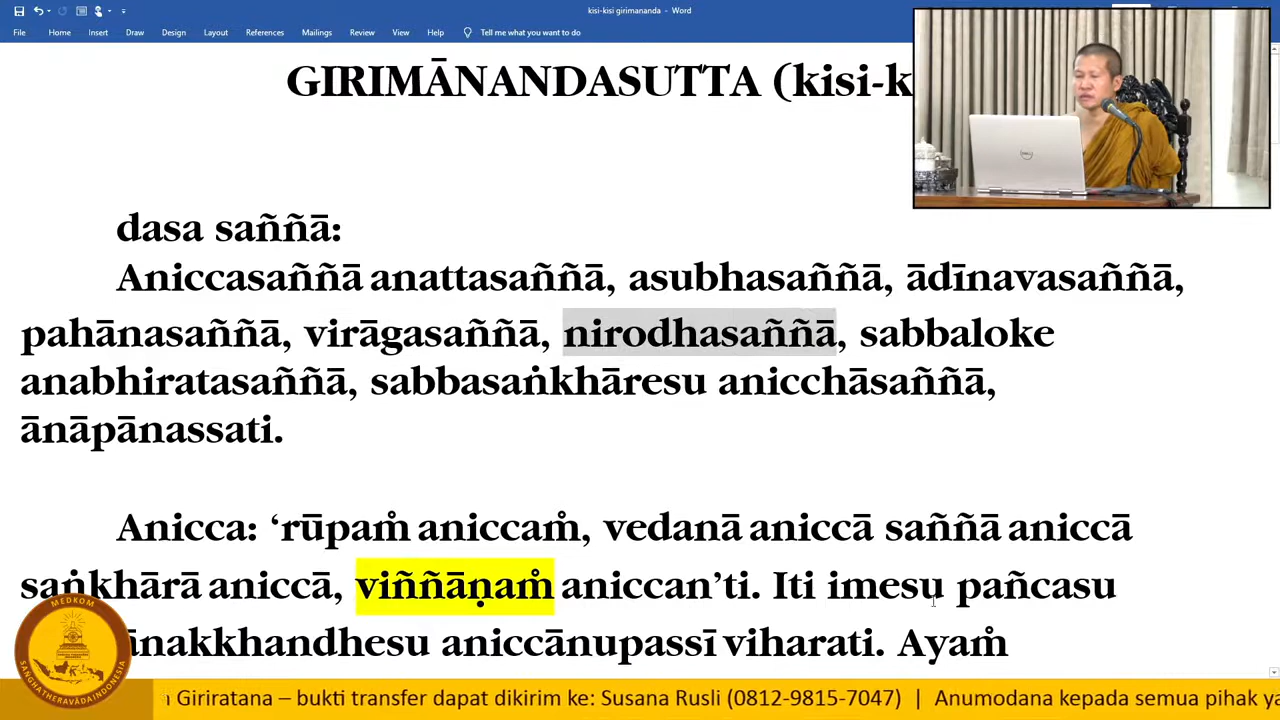 kisi-kisi girimananda - Word
File Home Insert Draw Design Layout References Mailings Review View Help Tell me what you want to do
GIRIMĀNANDASUTTA (kisi-k
dasa saññā:
Aniccasaññā anattasaññā, asubhasaññā, ādīnavasaññā,
pahānasaññā, virāgasaññā, nirodhasaññā, sabbaloke
anabhiratasaññā, sabbasaṅkhāresu anicchāsaññā,
ānāpānassati.
Anicca: ‘rūpaṁ aniccaṁ, vedanā aniccā saññā aniccā
saṅkhārā aniccā, viññāṇaṁ aniccan’ti. Iti imesu pañcasu
ānakkhandhesu aniccānupassī viharati. Ayaṁ
MEDKOM
SAṄGHATHERAVĀDAINDONESIA
Giriratana – bukti transfer dapat dikirim ke: Susana Rusli (0812-9815-7047) | Anumodana kepada semua pihak ya